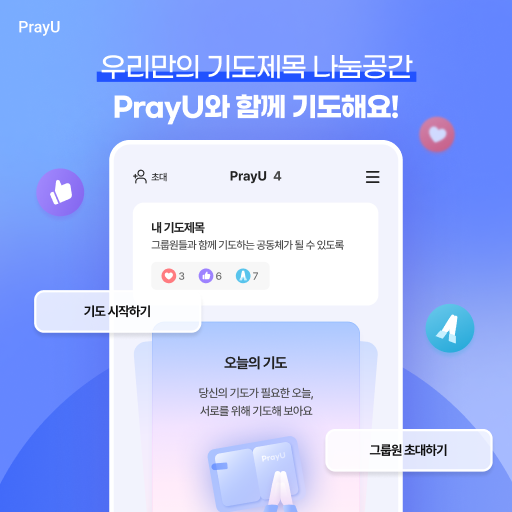 PrayU
우리만의 기도제목 나눔공간
PrayU와 함께 기도해요!
초대
PrayU 4
내 기도제목
그룹원들과 함께 기도하는 공동체가 될 수 있도록
3 6 7
기도 시작하기
오늘의 기도
당신의 기도가 필요한 오늘,
서로를 위해 기도해 보아요
PrayU
그룹원 초대하기